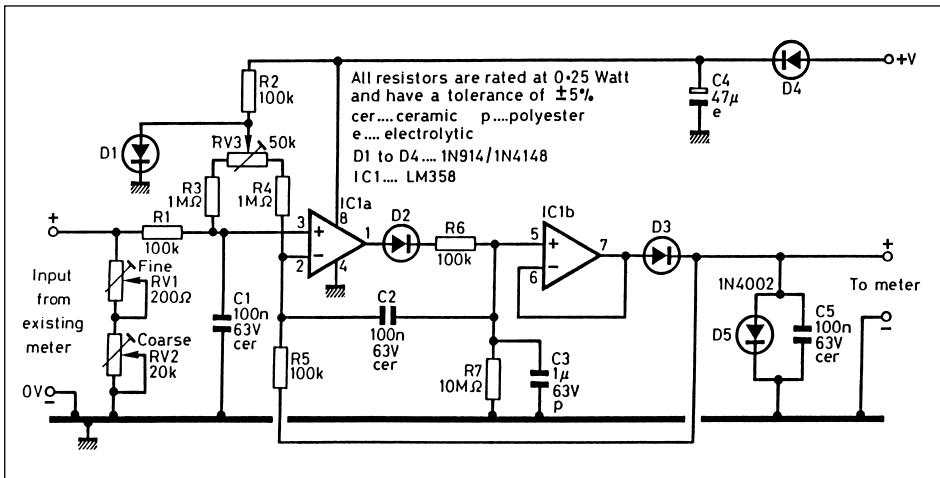 All resistors are rated at 0·25 Watt
and have a tolerance of ±5%
cer....ceramic p....polyester
e....electrolytic
D1 to D4.... 1N914/1N4148
IC1.... LM358
R2
100k
D1
RV3
50k
R3
1MΩ
R4
1MΩ
C4
47µ
e
D4
+V
+
R1
100k
Input
from
existing
meter
Fine
RV1
200Ω
Coarse
RV2
20k
0V
–
C1
100n
63V
cer
IC1a
3
+
2
–
8
4
1
D2
R6
100k
C2
100n
63V
cer
R5
100k
R7
10MΩ
C3
1µ
63V
p
IC1b
5
+
6
–
7
D3
1N4002
D5
C5
100n
63V
cer
+
To meter
–